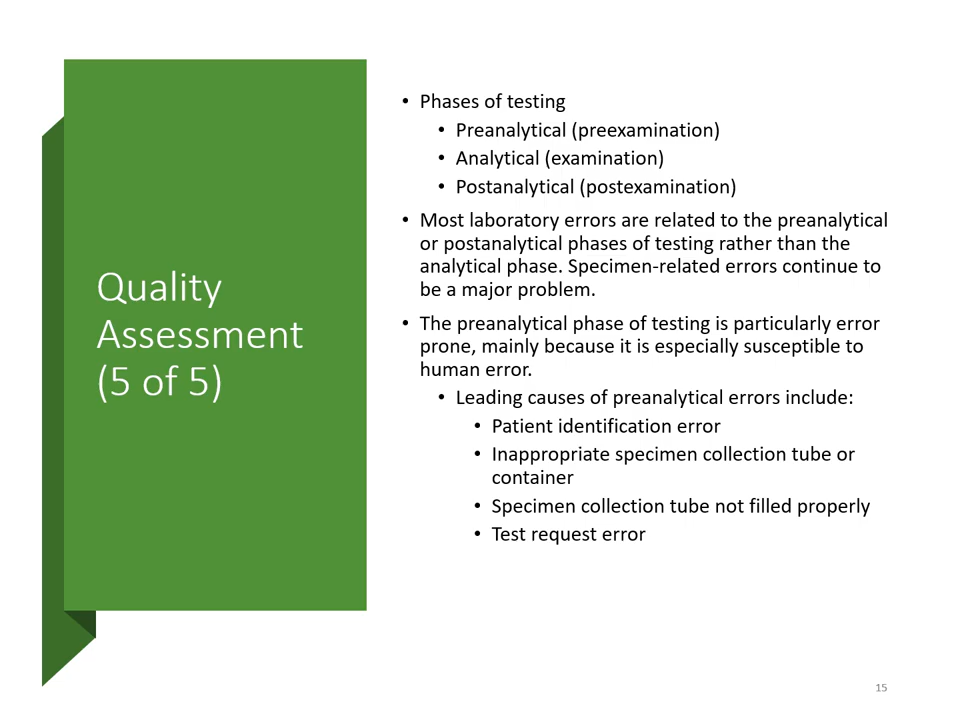 Quality
Assessment
(5 of 5)
• Phases of testing
• Preanalytical (preexamination)
• Analytical (examination)
• Postanalytical (postexamination)
• Most laboratory errors are related to the preanalytical
or postanalytical phases of testing rather than the
analytical phase. Specimen-related errors continue to
be a major problem.
• The preanalytical phase of testing is particularly error
prone, mainly because it is especially susceptible to
human error.
• Leading causes of preanalytical errors include:
• Patient identification error
• Inappropriate specimen collection tube or
container
• Specimen collection tube not filled properly
• Test request error
15